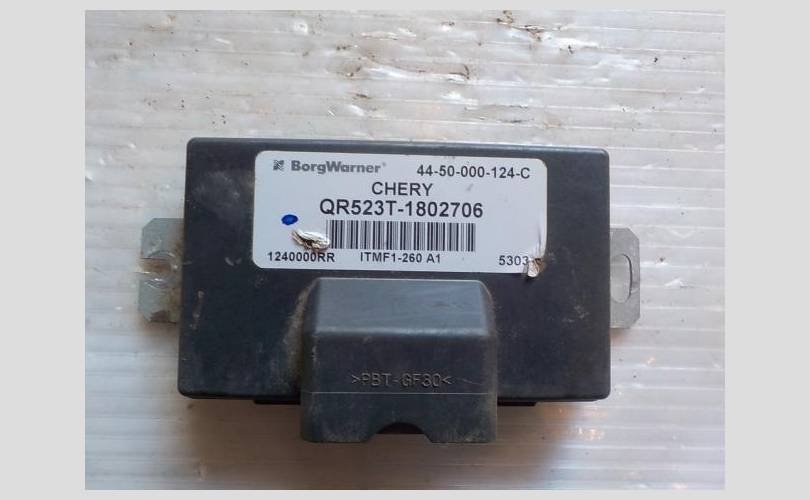 BorgWarner® 44-50-000-124-C
CHERY
QR523T-1802706
1240000RR ITMF1-260 A1 5303
>PBT-GF30<